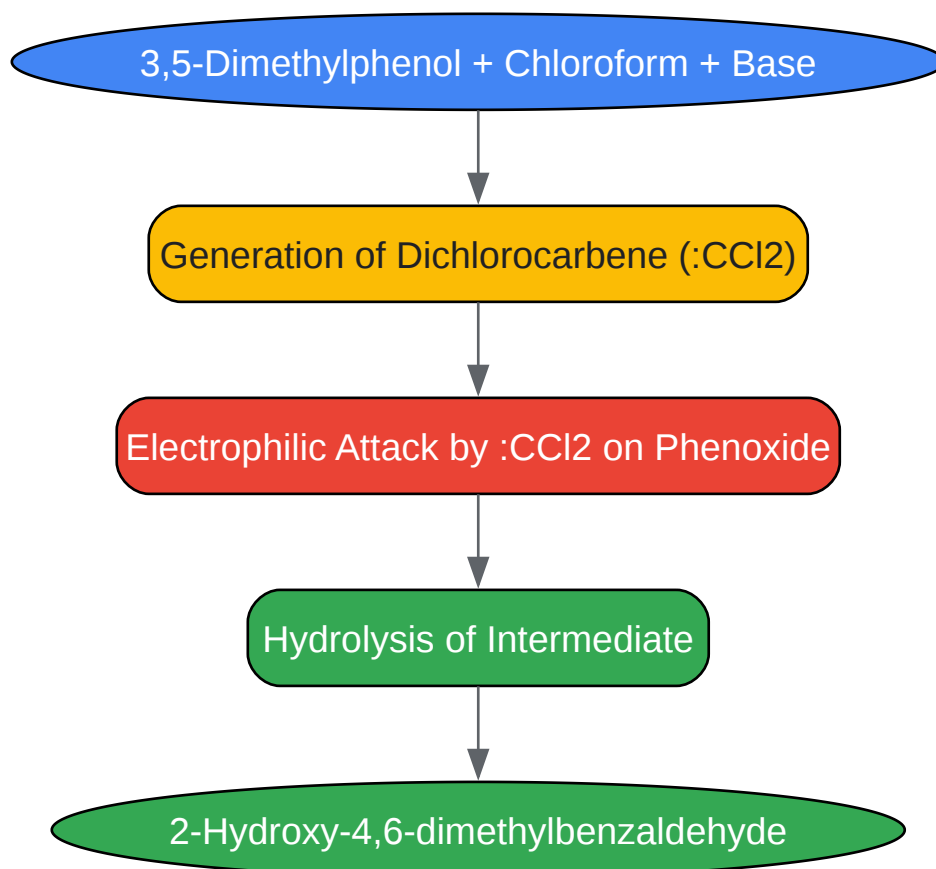 3,5-Dimethylphenol + Chloroform + Base
Generation of Dichlorocarbene (:CCl2)
Electrophilic Attack by :CCl2 on Phenoxide
Hydrolysis of Intermediate
2-Hydroxy-4,6-dimethylbenzaldehyde